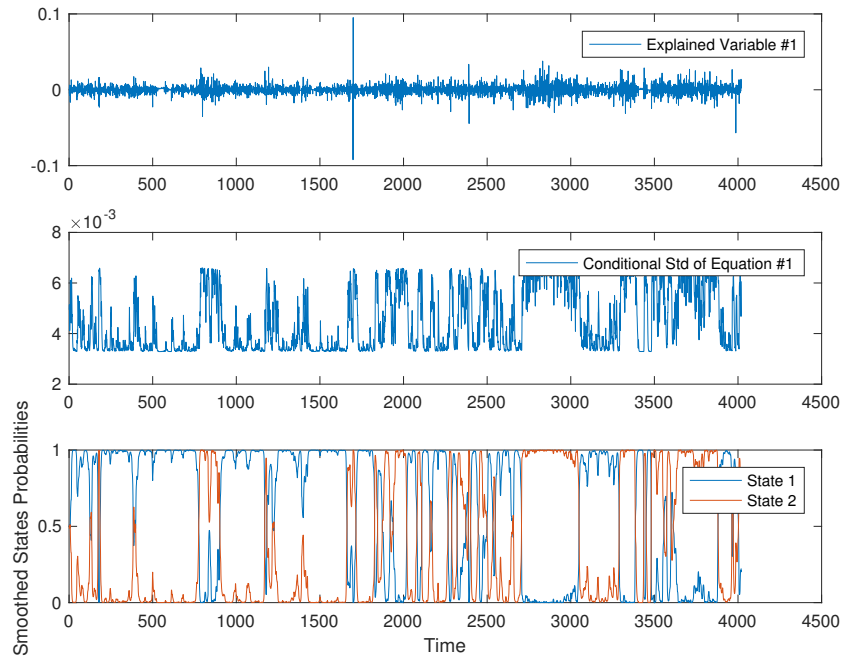 0.1
0
-0.1
Explained Variable #1
0 500 1000 1500 2000 2500 3000 3500 4000 4500
×10-3
8
6
4
2
Conditional Std of Equation #1
0 500 1000 1500 2000 2500 3000 3500 4000 4500
Smoothed States Probabilities
1
0.5
0
State 1
State 2
0 500 1000 1500 2000 2500 3000 3500 4000 4500
Time